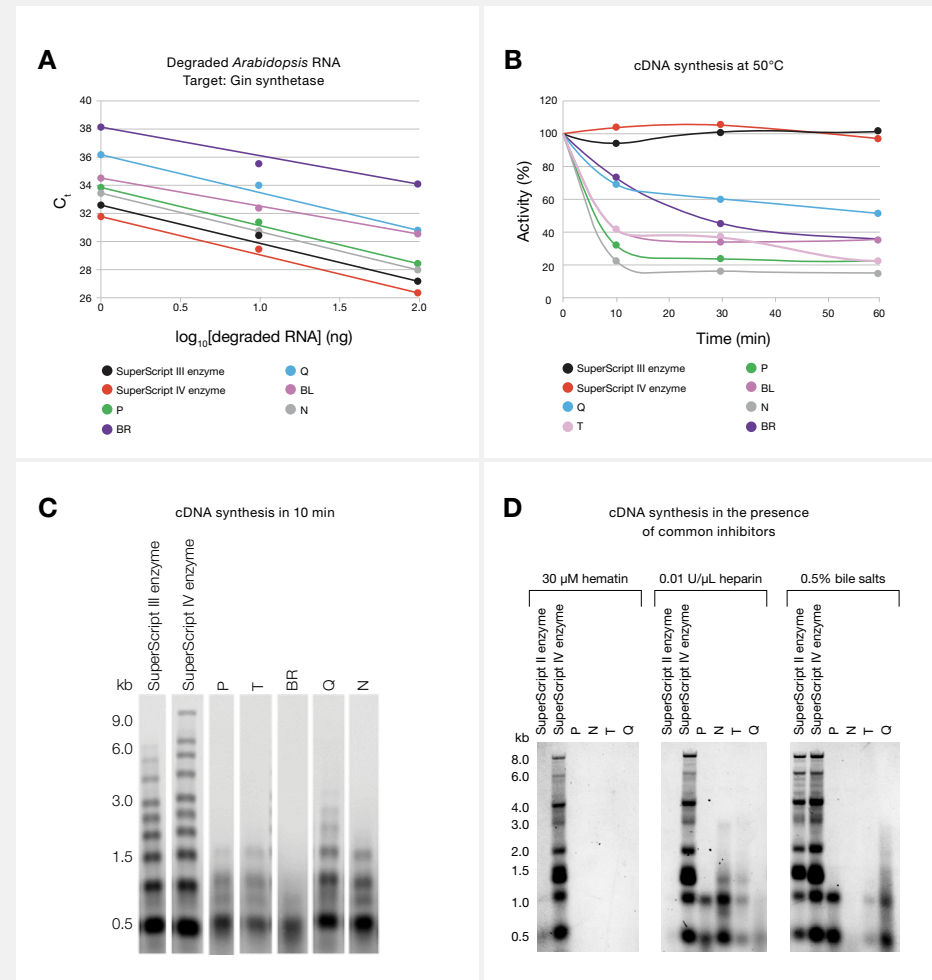 A
Degraded Arabidopsis RNA
Target: Gin synthetase
40
38
36
34
32
30
28
26
Ct
0
0.5
1.0
1.5
2.0
log10[degraded RNA] (ng)
SuperScript III enzyme
SuperScript IV enzyme
P
BR
Q
BL
N
B
cDNA synthesis at 50°C
120
100
80
60
40
20
0
Activity (%)
0
10
20
30
40
50
60
Time (min)
SuperScript III enzyme
SuperScript IV enzyme
Q
T
P
BL
N
BR
C
cDNA synthesis in 10 min
SuperScript III enzyme
SuperScript IV enzyme
P
T
BR
Q
N
kb
9.0
6.0
3.0
1.5
0.5
D
cDNA synthesis in the presence
of common inhibitors
30 µM hematin
0.01 U/µL heparin
0.5% bile salts
SuperScript II enzyme
SuperScript IV enzyme
P
N
T
Q
SuperScript II enzyme
SuperScript IV enzyme
P
N
T
Q
SuperScript II enzyme
SuperScript IV enzyme
P
N
T
Q
kb
8.0
6.0
4.0
3.0
2.0
1.5
1.0
0.5